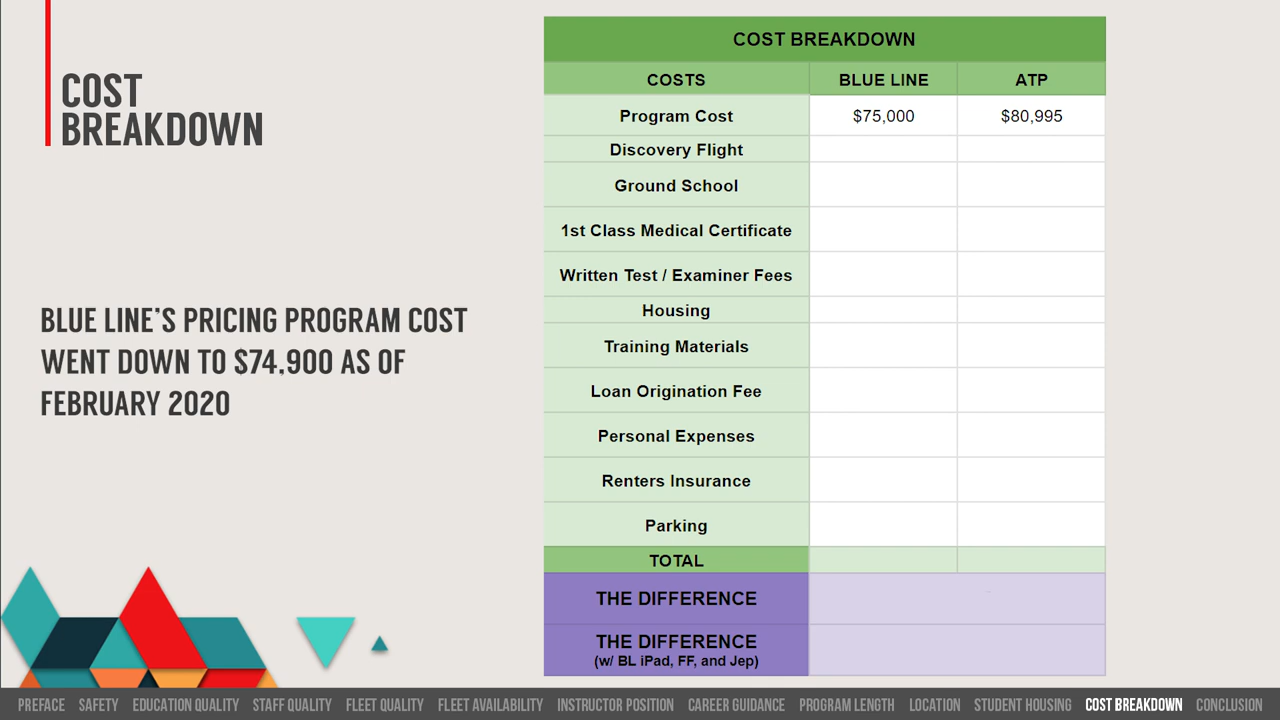 COST
BREAKDOWN
BLUE LINE'S PRICING PROGRAM COST
WENT DOWN TO $74,900 AS OF
FEBRUARY 2020
COST BREAKDOWN
COSTS BLUE LINE ATP
Program Cost $75,000 $80,995
Discovery Flight
Ground School
1st Class Medical Certificate
Written Test / Examiner Fees
Housing
Training Materials
Loan Origination Fee
Personal Expenses
Renters Insurance
Parking
TOTAL
THE DIFFERENCE
THE DIFFERENCE
(w/ BL iPad, FF, and Jep)
PREFACE SAFETY EDUCATION QUALITY STAFF QUALITY FLEET QUALITY FLEET AVAILABILITY INSTRUCTOR POSITION CAREER GUIDANCE PROGRAM LENGTH LOCATION STUDENT HOUSING COST BREAKDOWN CONCLUSION